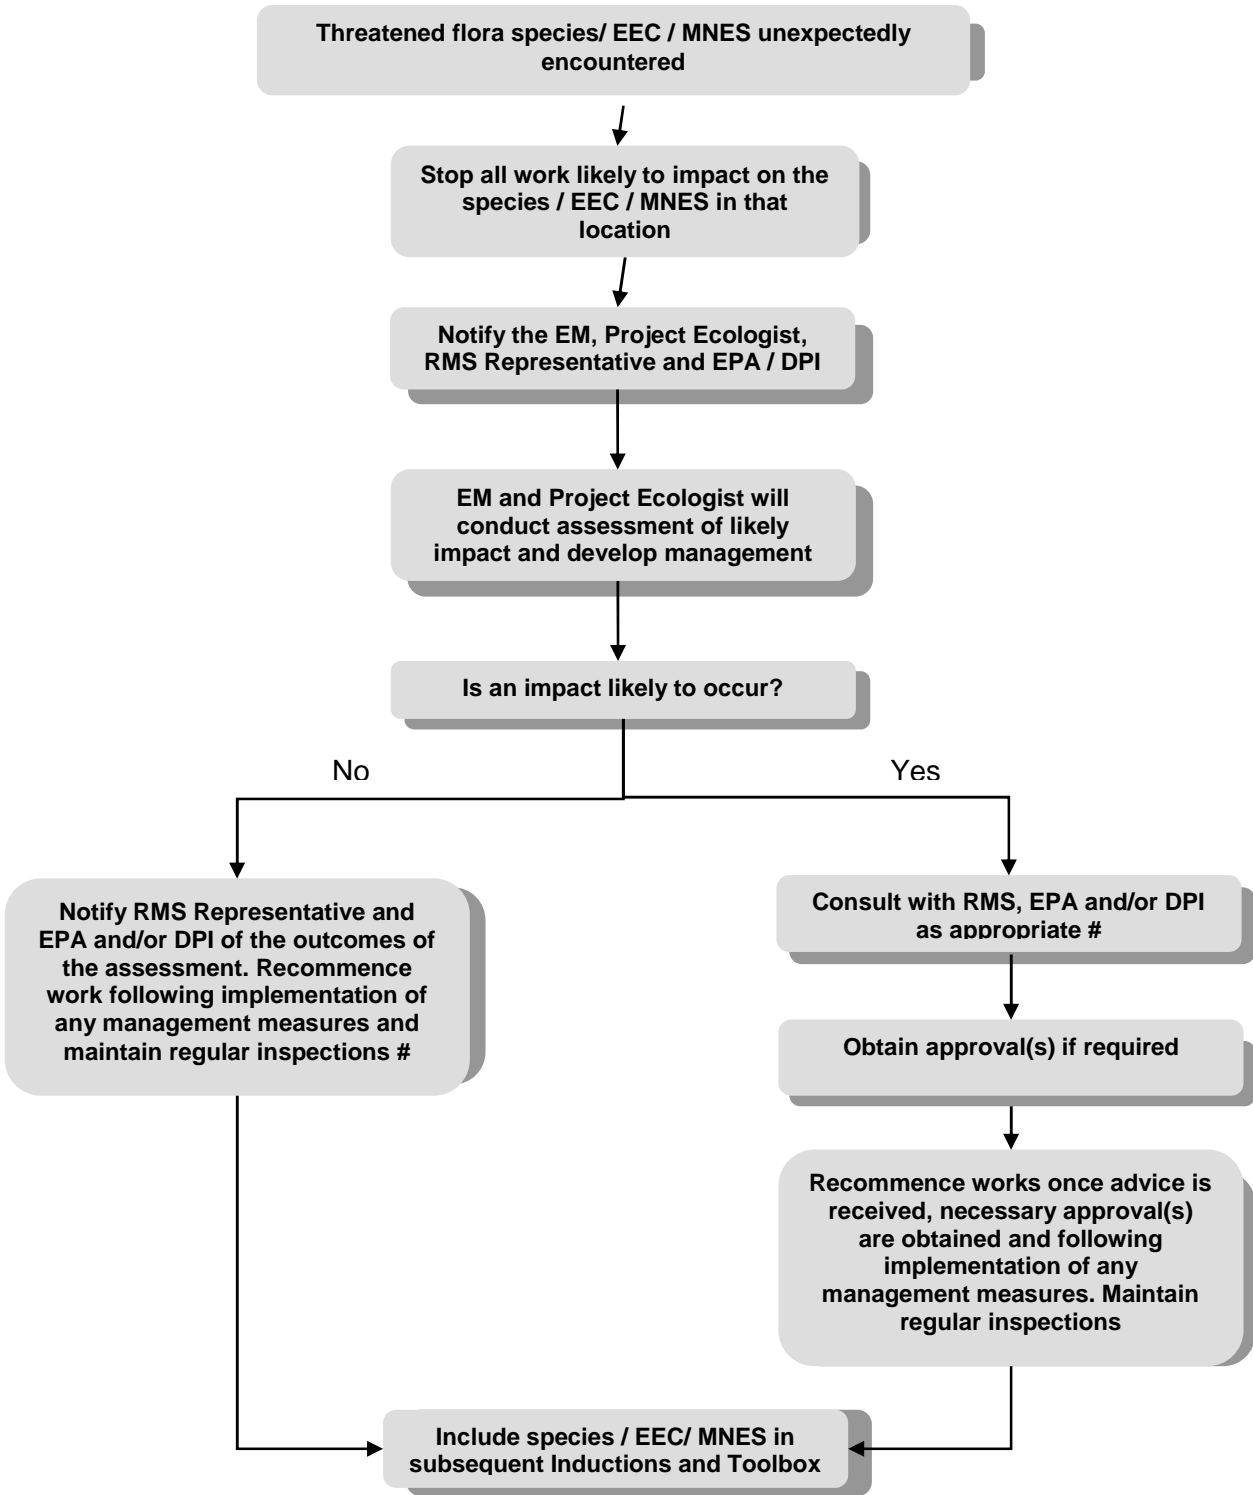 Threatened flora species/ EEC / MNES unexpectedly
encountered
Stop all work likely to impact on the
species / EEC / MNES in that
location
Notify the EM, Project Ecologist,
RMS Representative and EPA / DPI
EM and Project Ecologist will
conduct assessment of likely
impact and develop management
Is an impact likely to occur?
No
Yes
Notify RMS Representative and
EPA and/or DPI of the outcomes of
the assessment. Recommence
work following implementation of
any management measures and
maintain regular inspections #
Consult with RMS, EPA and/or DPI
as appropriate #
Obtain approval(s) if required
Recommence works once advice is
received, necessary approval(s)
are obtained and following
implementation of any
management measures. Maintain
regular inspections
Include species / EEC/ MNES in
subsequent Inductions and Toolbox